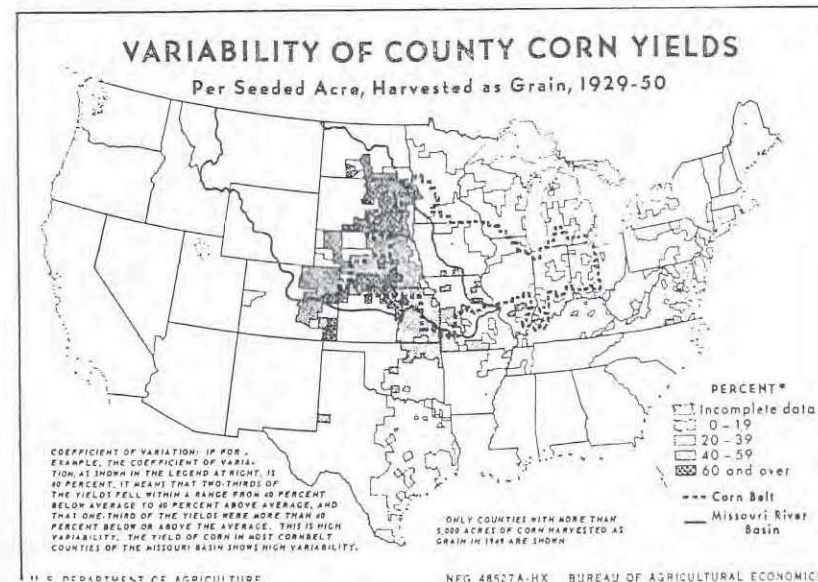 VARIABILITY OF COUNTY CORN YIELDS
Per Seeded Acre, Harvested as Grain, 1929-50
PERCENT*
Incomplete data
0 – 19
20 – 39
40 – 59
60 and over
Corn Belt
Missouri River
Basin
COEFFICIENT OF VARIATION: IF FOR
EXAMPLE, THE COEFFICIENT OF VARIA-
TION, AS SHOWN IN THE LEGEND AT RIGHT, IS
40 PERCENT, IT MEANS THAT TWO-THIRDS OF
THE YIELDS FELL WITHIN A RANGE FROM 40 PERCENT
BELOW AVERAGE TO 40 PERCENT ABOVE AVERAGE, AND
THAT ONE-THIRD OF THE YIELDS WERE MORE THAN 40
PERCENT BELOW OR ABOVE THE AVERAGE. THIS IS HIGH
VARIABILITY. THE YIELD OF CORN IN MOST CORNBELT
COUNTIES OF THE MISSOURI BASIN SHOWS HIGH VARIABILITY.
ONLY COUNTIES WITH MORE THAN
5,000 ACRES OF CORN HARVESTED AS
GRAIN IN 1949 ARE SHOWN
U. S. DEPARTMENT OF AGRICULTURE
NEG. 48527A-HX BUREAU OF AGRICULTURAL ECONOMICS